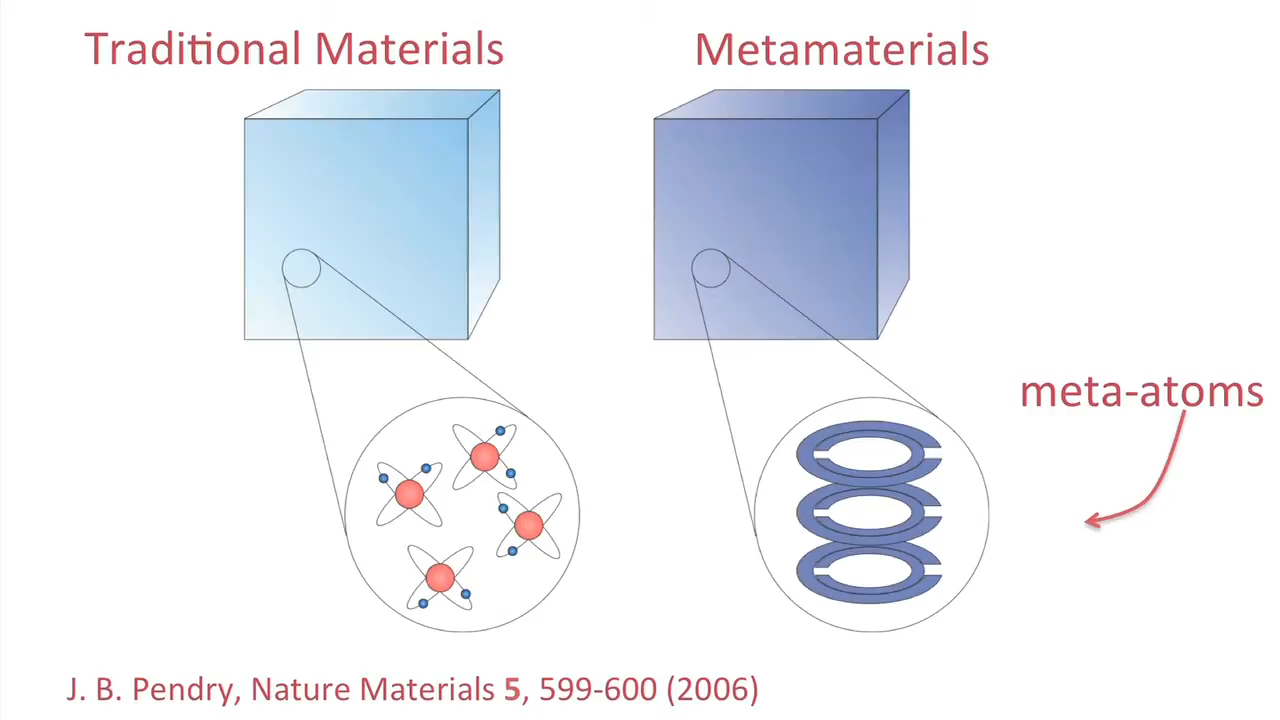 Traditional Materials
Metamaterials
meta-atoms
J. B. Pendry, Nature Materials 5, 599-600 (2006)